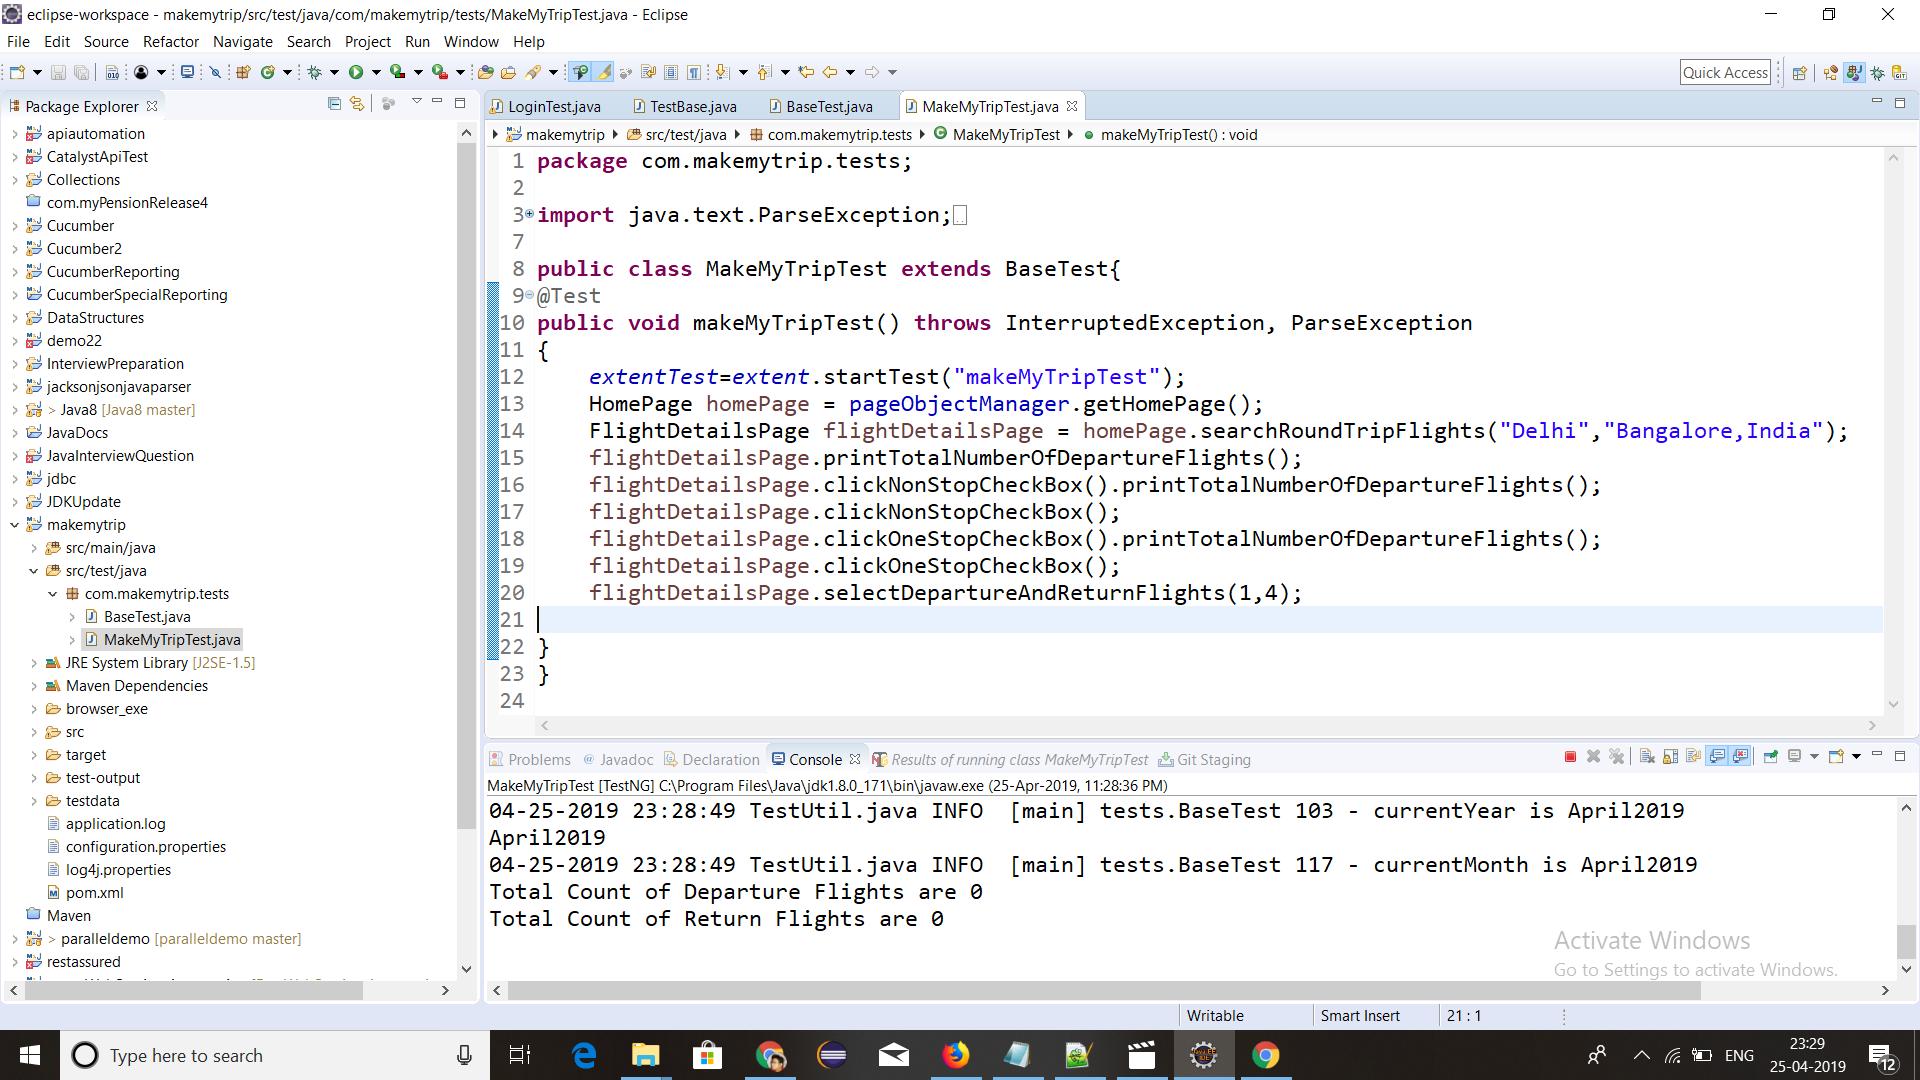 eclipse-workspace - makemytrip/src/test/java/com/makemytrip/tests/MakeMyTripTest.java - Eclipse
File Edit Source Refactor Navigate Search Project Run Window Help
Quick Access
Package Explorer
apiautomation
CatalystApiTest
Collections
com.myPensionRelease4
Cucumber
Cucumber2
CucumberReporting
CucumberSpecialReporting
DataStructures
demo22
InterviewPreparation
jacksonjsonjavaparser
> Java8 [Java8 master]
JavaDocs
JavaInterviewQuestion
jdbc
JDKUpdate
makemytrip
src/main/java
src/test/java
com.makemytrip.tests
BaseTest.java
MakeMyTripTest.java
JRE System Library [J2SE-1.5]
Maven Dependencies
browser_exe
src
target
test-output
testdata
application.log
configuration.properties
log4j.properties
pom.xml
Maven
> paralleldemo [paralleldemo master]
restassured
LoginTest.java TestBase.java BaseTest.java MakeMyTripTest.java
makemytrip src/test/java com.makemytrip.tests MakeMyTripTest makeMyTripTest() : void
1 package com.makemytrip.tests;
2
3 import java.text.ParseException;
7
8 public class MakeMyTripTest extends BaseTest{
9 @Test
10 public void makeMyTripTest() throws InterruptedException, ParseException
11 {
12 extentTest=extent.startTest("makeMyTripTest");
13 HomePage homePage = pageObjectManager.getHomePage();
14 FlightDetailsPage flightDetailsPage = homePage.searchRoundTripFlights("Delhi","Bangalore,India");
15 flightDetailsPage.printTotalNumberOfDepartureFlights();
16 flightDetailsPage.clickNonStopCheckBox().printTotalNumberOfDepartureFlights();
17 flightDetailsPage.clickNonStopCheckBox();
18 flightDetailsPage.clickOneStopCheckBox().printTotalNumberOfDepartureFlights();
19 flightDetailsPage.clickOneStopCheckBox();
20 flightDetailsPage.selectDepartureAndReturnFlights(1,4);
21
22 }
23 }
24
Problems @ Javadoc Declaration Console Results of running class MakeMyTripTest Git Staging
MakeMyTripTest [TestNG] C:\Program Files\Java\jdk1.8.0_171\bin\javaw.exe (25-Apr-2019, 11:28:36 PM)
04-25-2019 23:28:49 TestUtil.java INFO [main] tests.BaseTest 103 - currentYear is April2019
April2019
04-25-2019 23:28:49 TestUtil.java INFO [main] tests.BaseTest 117 - currentMonth is April2019
Total Count of Departure Flights are 0
Total Count of Return Flights are 0
Activate Windows
Go to Settings to activate Windows.
Writable Smart Insert 21 : 1
Type here to search
ENG
23:29
25-04-2019
12